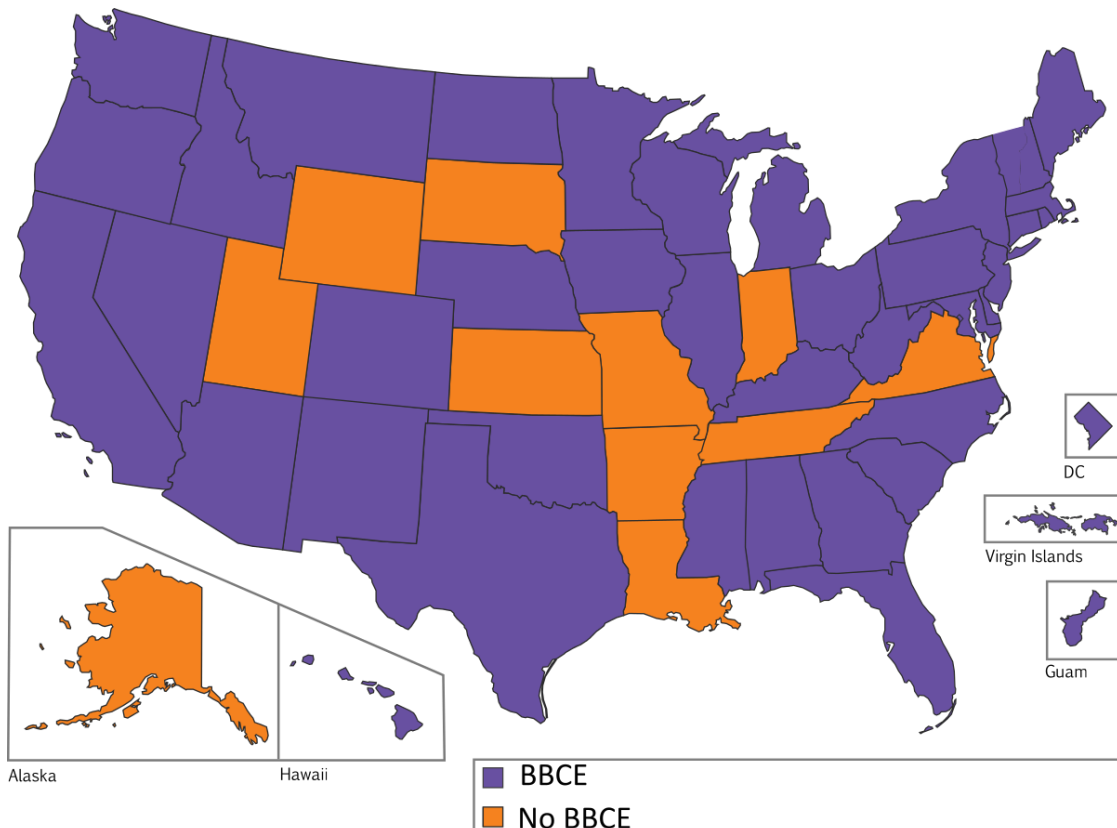 DC
Virgin Islands
Guam
Alaska
Hawaii
BBCE
No BBCE